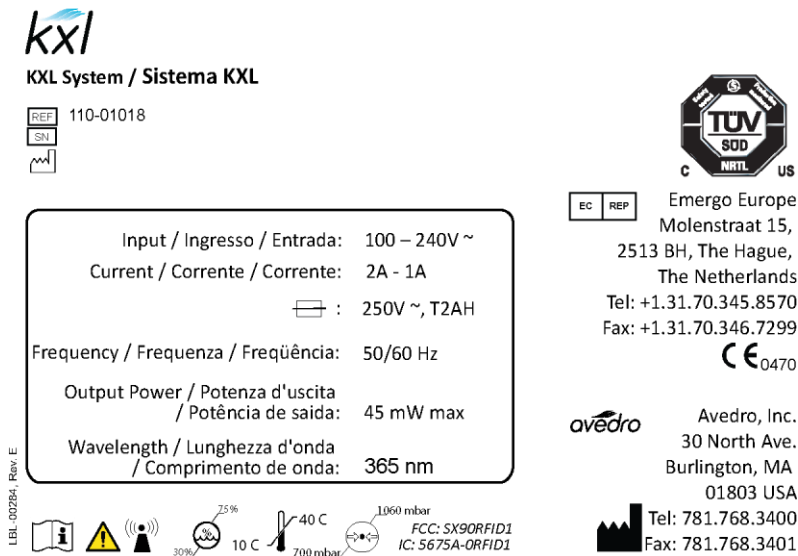 kxl
KXL System / Sistema KXL
REF 110-01018
SN
Input / Ingresso / Entrada: 100 – 240V ~
Current / Corrente / Corrente: 2A - 1A
: 250V ~, T2AH
Frequency / Frequenza / Freqüência: 50/60 Hz
Output Power / Potenza d'uscita
/ Potência de saida: 45 mW max
Wavelength / Lunghezza d'onda
/ Comprimento de onda: 365 nm
LBL-00284, Rev. E
75%
30%
40 C
10 C
1060 mbar
700 mbar
FCC: SX90RFID1
IC: 5675A-0RFID1
Safety tested
Production monitored
TÜV
SÜD
NRTL
C US
EC REP
Emergo Europe
Molenstraat 15,
2513 BH, The Hague,
The Netherlands
Tel: +1.31.70.345.8570
Fax: +1.31.70.346.7299
CE 0470
avedro
Avedro, Inc.
30 North Ave.
Burlington, MA
01803 USA
Tel: 781.768.3400
Fax: 781.768.3401